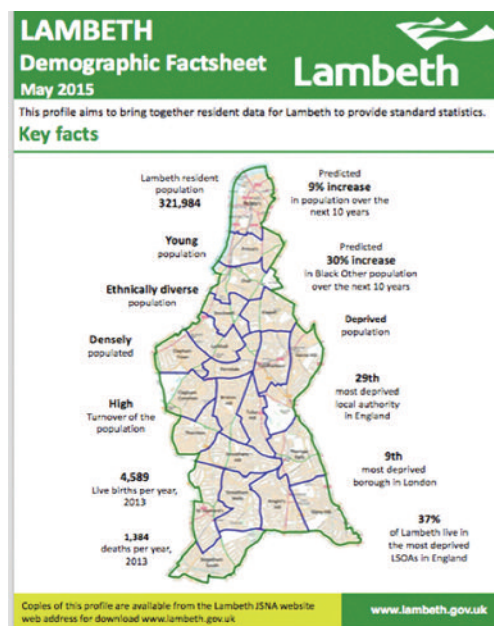 LAMBETH
Demographic Factsheet
May 2015
Lambeth
This profile aims to bring together resident data for Lambeth to provide standard statistics.
Key facts
Lambeth resident
population
321,984
Young
population
Ethnically diverse
population
Densely
populated
High
Turnover of the
population
4,589
Live births per year,
2013
1,384
deaths per year,
2013
Predicted
9% increase
in population over the
next 10 years
Predicted
30% increase
in Black Other population
over the next 10 years
Deprived
population
29th
most deprived
local authority
in England
9th
most deprived
borough in London
37%
of Lambeth live in
the most deprived
LSOAs in England
Copies of this profile are available from the Lambeth JSNA website
web address for download www.lambeth.gov.uk
www.lambeth.gov.uk